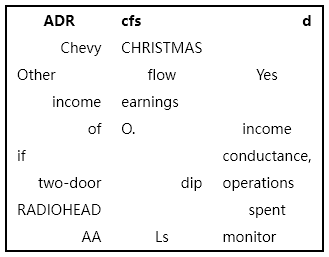 ADR cfs d
Chevy CHRISTMAS
Other flow Yes
income earnings
of O. income
if conductance,
two-door dip operations
RADIOHEAD spent
AA Ls monitor